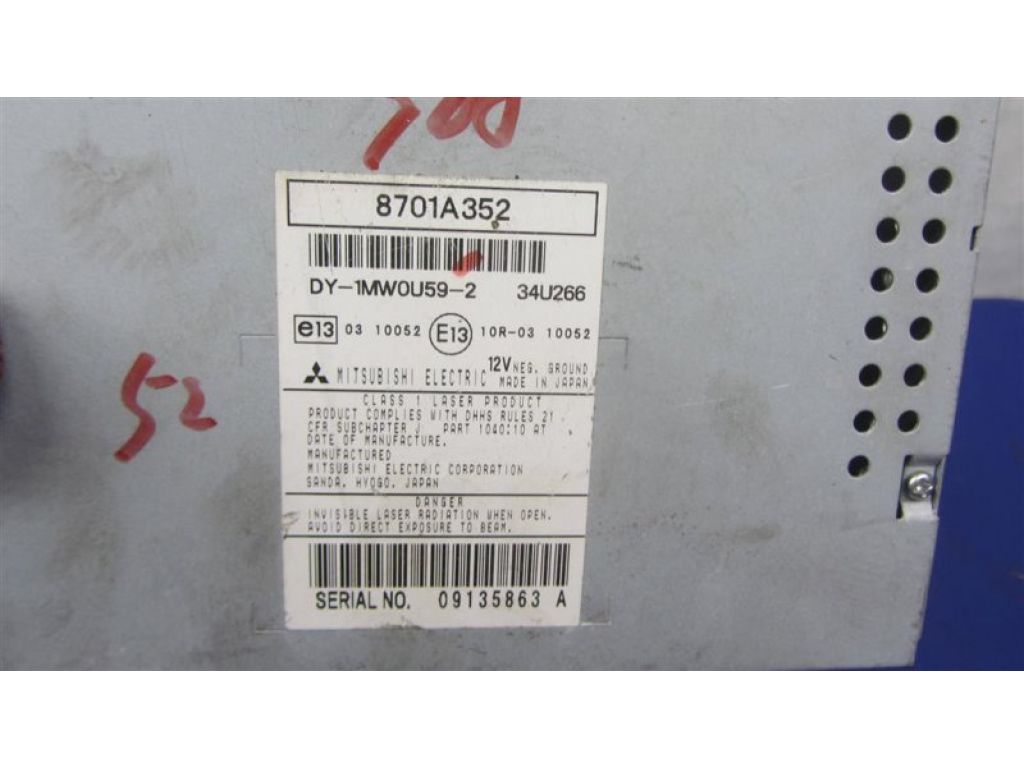 8701A352
DY-1MW0U59-2 34U266
e13 03 10052 E13 10R-03 10052
MITSUBISHI ELECTRIC 12V NEG. GROUND
MADE IN JAPAN
CLASS 1 LASER PRODUCT
PRODUCT COMPLIES WITH DHHS RULES 21
CFR SUBCHAPTER J PART 1040:10 AT
DATE OF MANUFACTURE.
MANUFACTURED
MITSUBISHI ELECTRIC CORPORATION
SANDA, HYOGO, JAPAN
DANGER
INVISIBLE LASER RADIATION WHEN OPEN.
AVOID DIRECT EXPOSURE TO BEAM.
SERIAL NO. 09135863 A
52